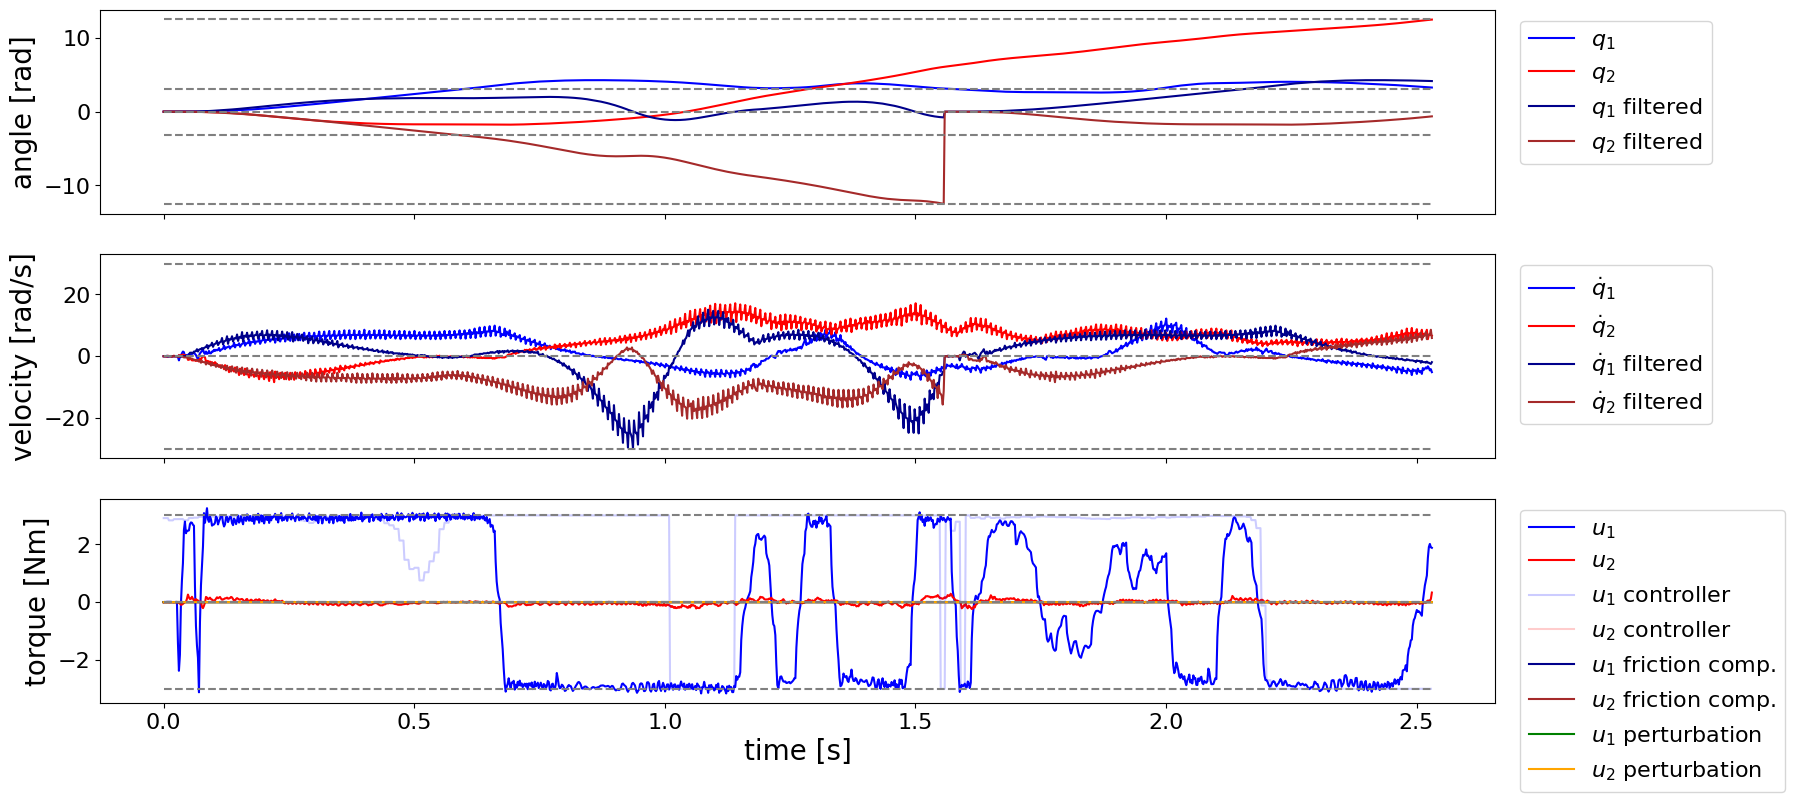 angle [rad]
10
0
−10
q₁
q₂
q₁ filtered
q₂ filtered
velocity [rad/s]
20
0
−20
q̇₁
q̇₂
q̇₁ filtered
q̇₂ filtered
torque [Nm]
2
0
−2
0.0 0.5 1.0 1.5 2.0 2.5
time [s]
u₁
u₂
u₁ controller
u₂ controller
u₁ friction comp.
u₂ friction comp.
u₁ perturbation
u₂ perturbation